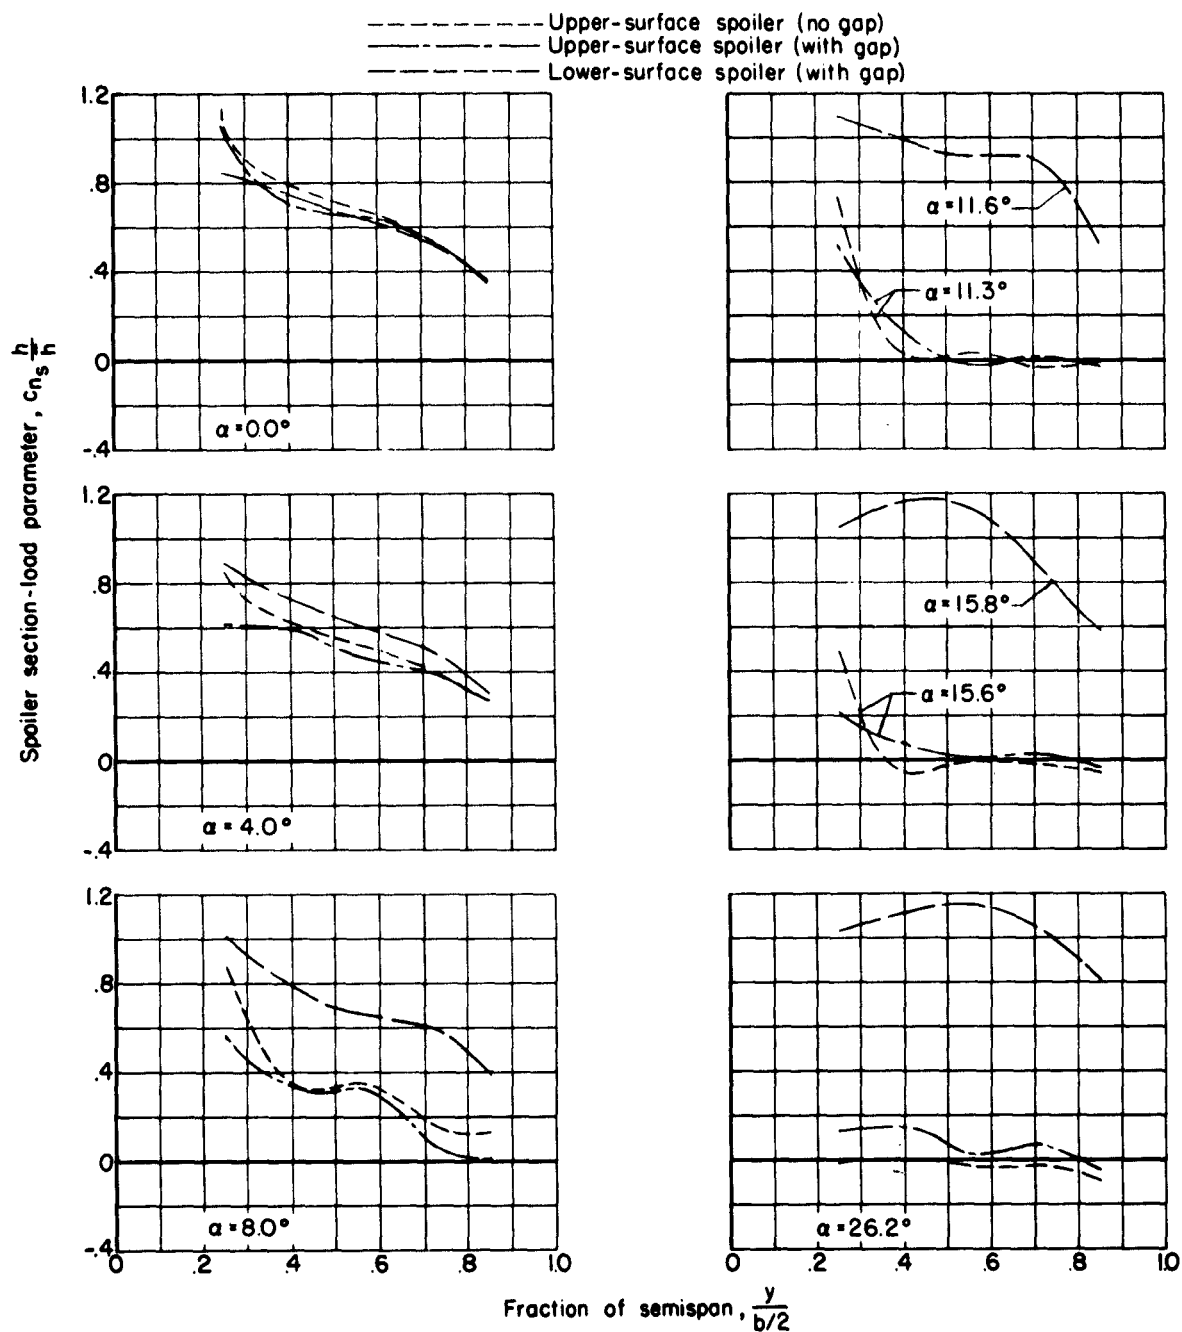 Upper-surface spoiler (no gap)
Upper-surface spoiler (with gap)
Lower-surface spoiler (with gap)
Spoiler section-load parameter, cns h/h
1.2
.8
.4
0
-.4
α=0.0°
α=11.6°
α=11.3°
1.2
.8
.4
0
-.4
α=4.0°
α=15.8°
α=15.6°
1.2
.8
.4
0
-.4
α=8.0°
α=26.2°
0 .2 .4 .6 .8 1.0
0 .2 .4 .6 .8 1.0
Fraction of semispan, y/b/2